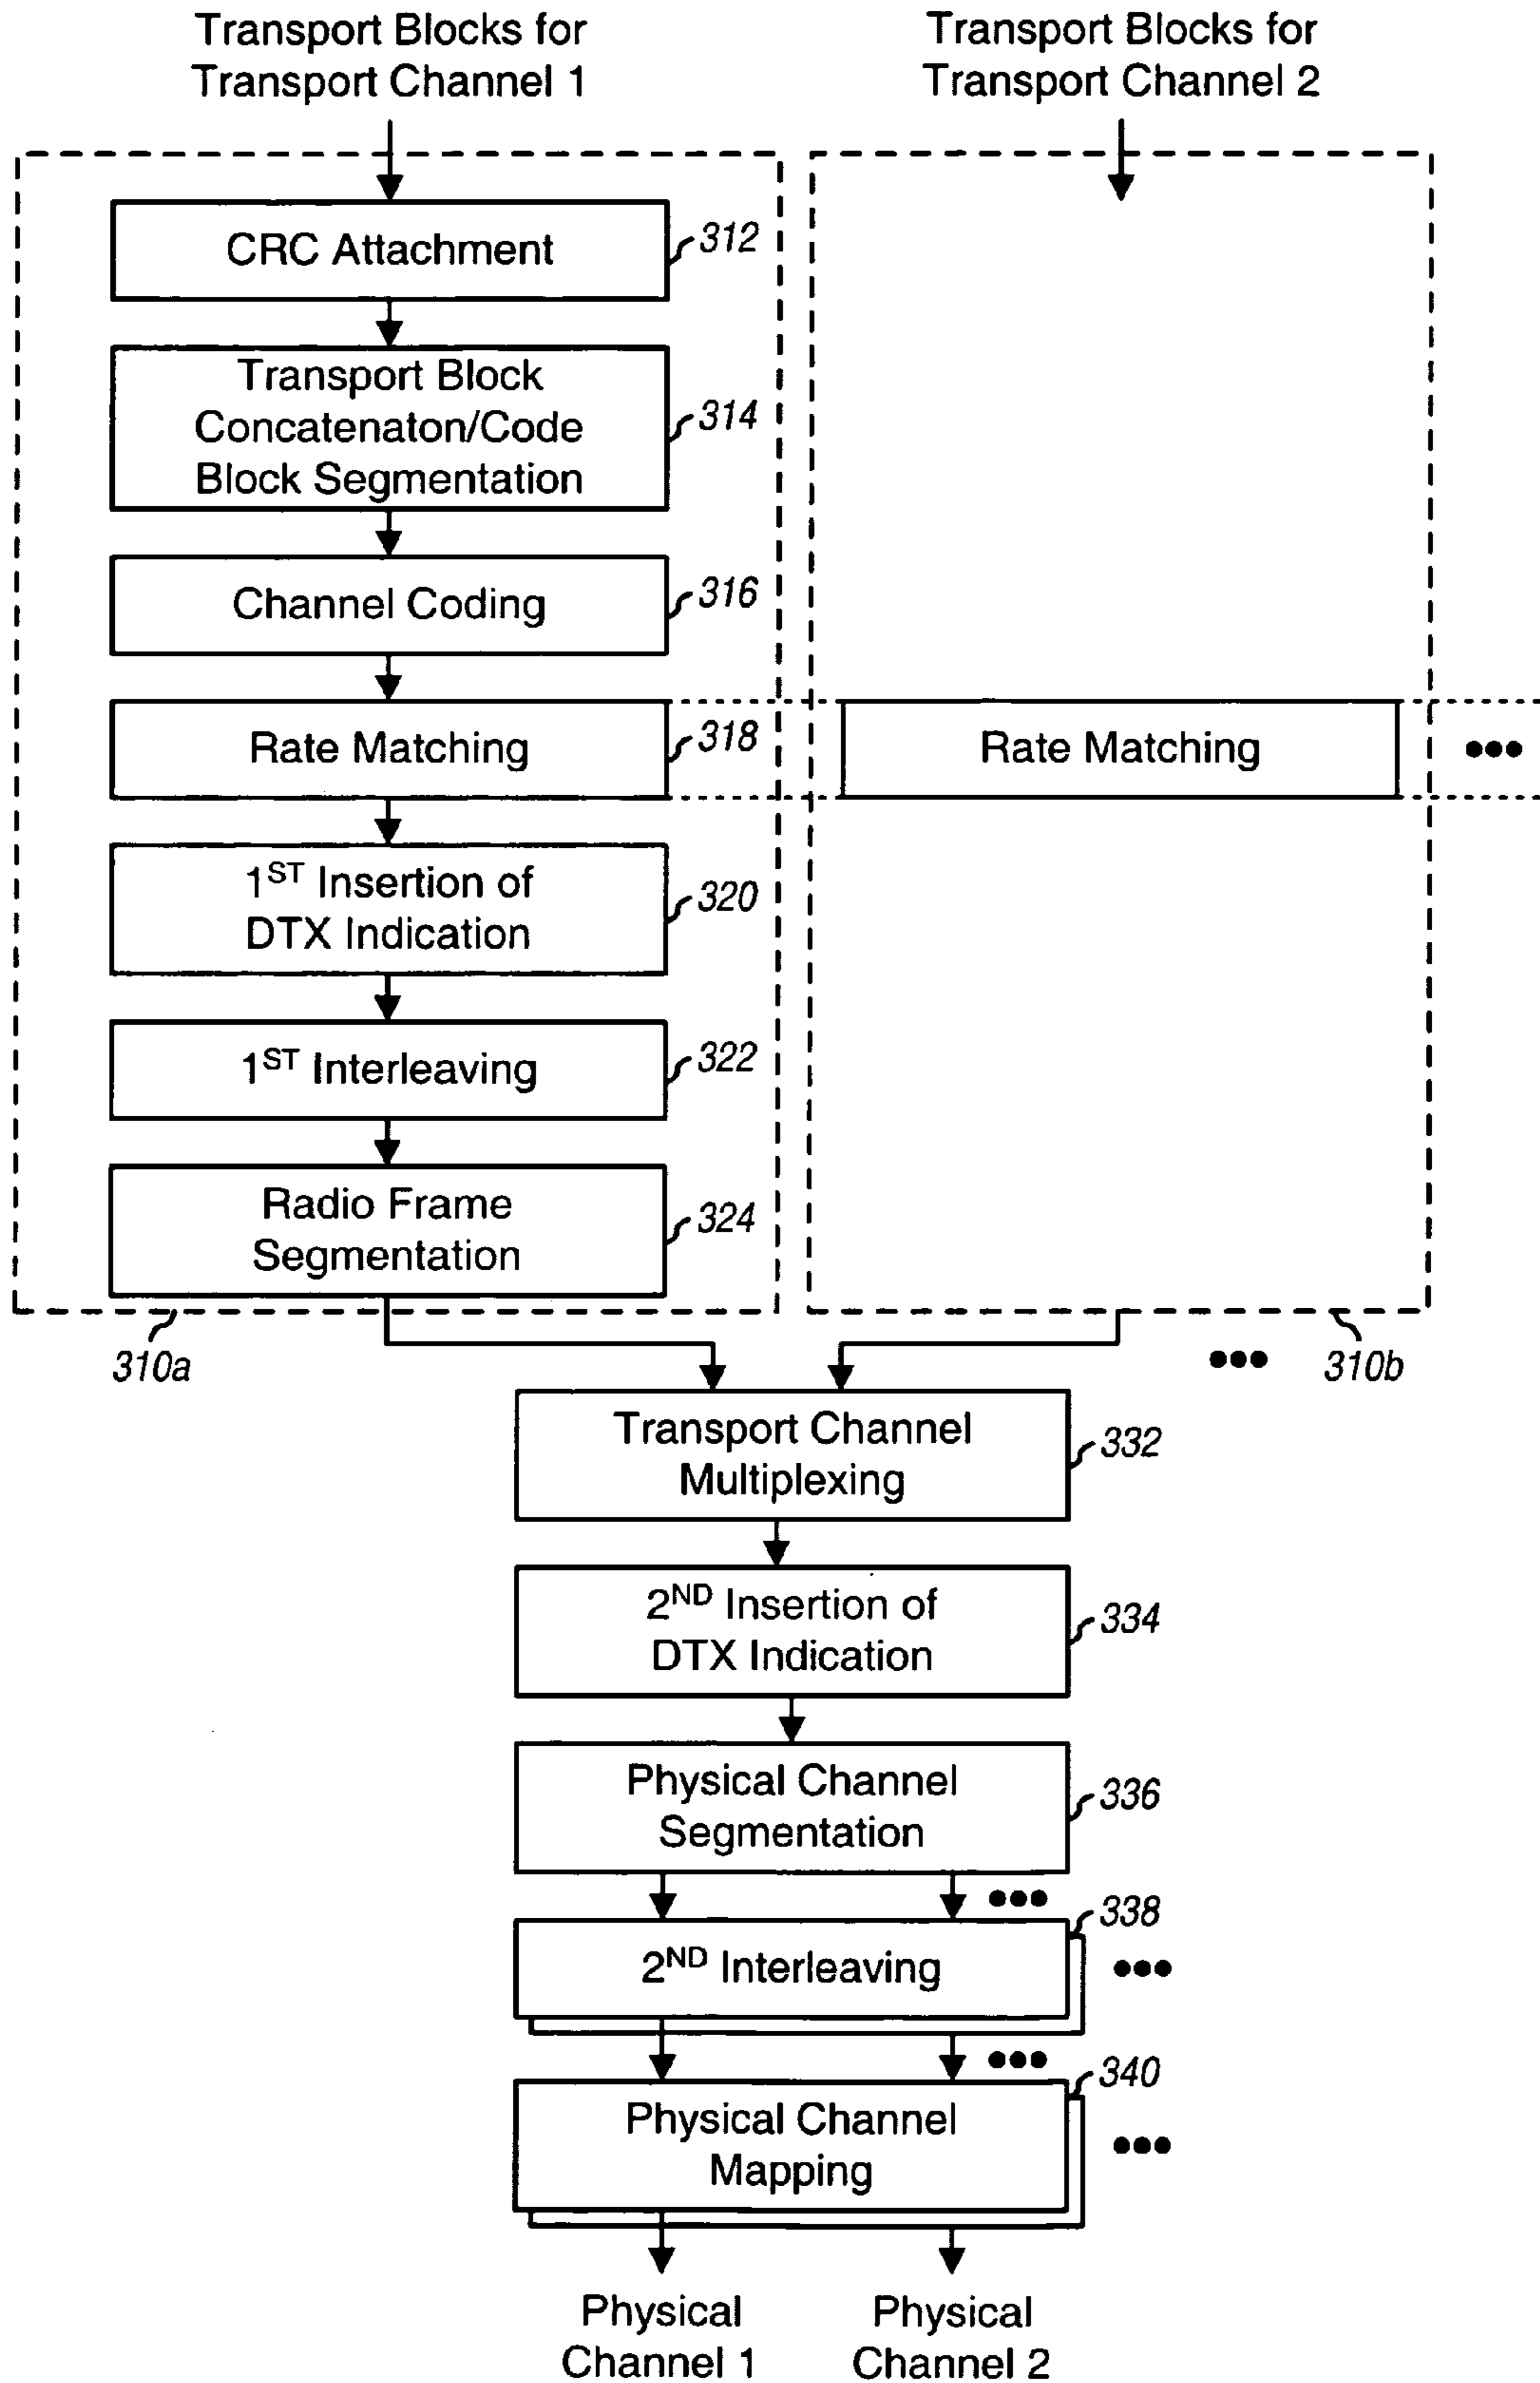 Transport Blocks for
Transport Channel 1
Transport Blocks for
Transport Channel 2
CRC Attachment
312
Transport Block
Concatenaton/Code
Block Segmentation
314
Channel Coding
316
Rate Matching
318
Rate Matching
1ST Insertion of
DTX Indication
320
1ST Interleaving
322
Radio Frame
Segmentation
324
310a
310b
Transport Channel
Multiplexing
332
2ND Insertion of
DTX Indication
334
Physical Channel
Segmentation
336
338
2ND Interleaving
340
Physical Channel
Mapping
Physical
Channel 1
Physical
Channel 2